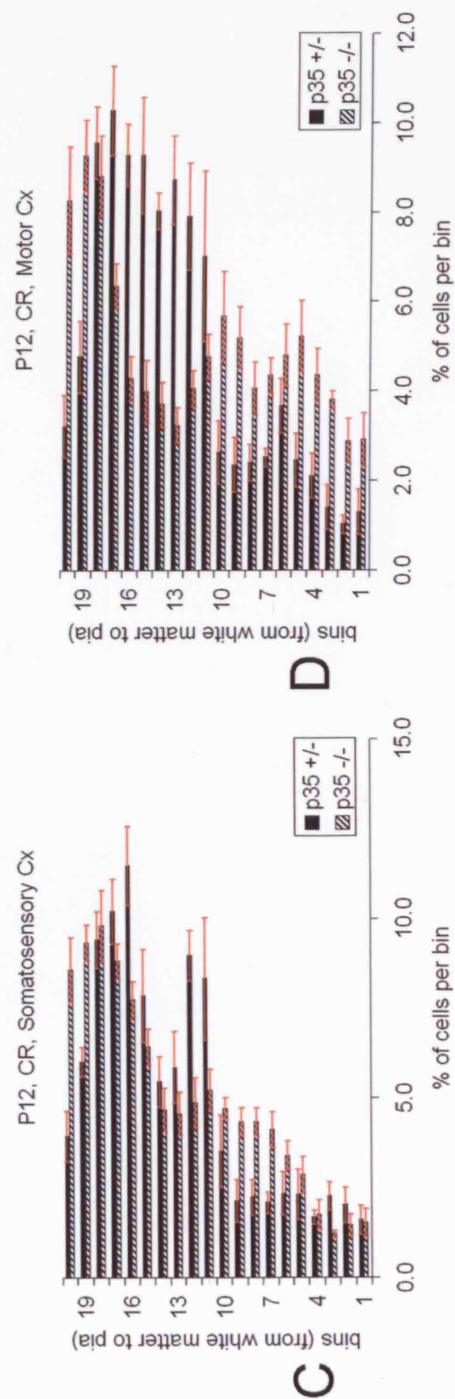 C
P12, CR, Somatosensory Cx
bins (from white matter to pia)
19
16
13
10
7
4
1
0.0
5.0
10.0
15.0
% of cells per bin
p35 +/-
p35 -/-
D
P12, CR, Motor Cx
bins (from white matter to pia)
19
16
13
10
7
4
1
0.0
2.0
4.0
6.0
8.0
10.0
12.0
% of cells per bin
p35 +/-
p35 -/-